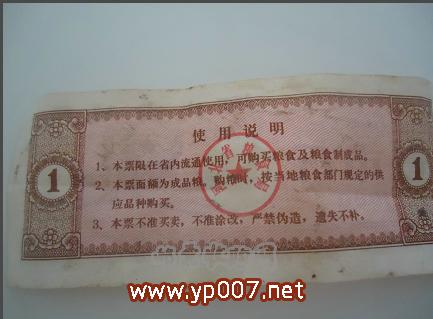 使用说明
1、本票限在省内流通使用，可购买粮食及粮食制成品。
2、本票面额为成品粮。购粗粮，按当地粮食部门规定的供
应品种购买。
3、本票不准买卖，不准涂改，严禁伪造，遗失不补。
1
1
www.yp007.net